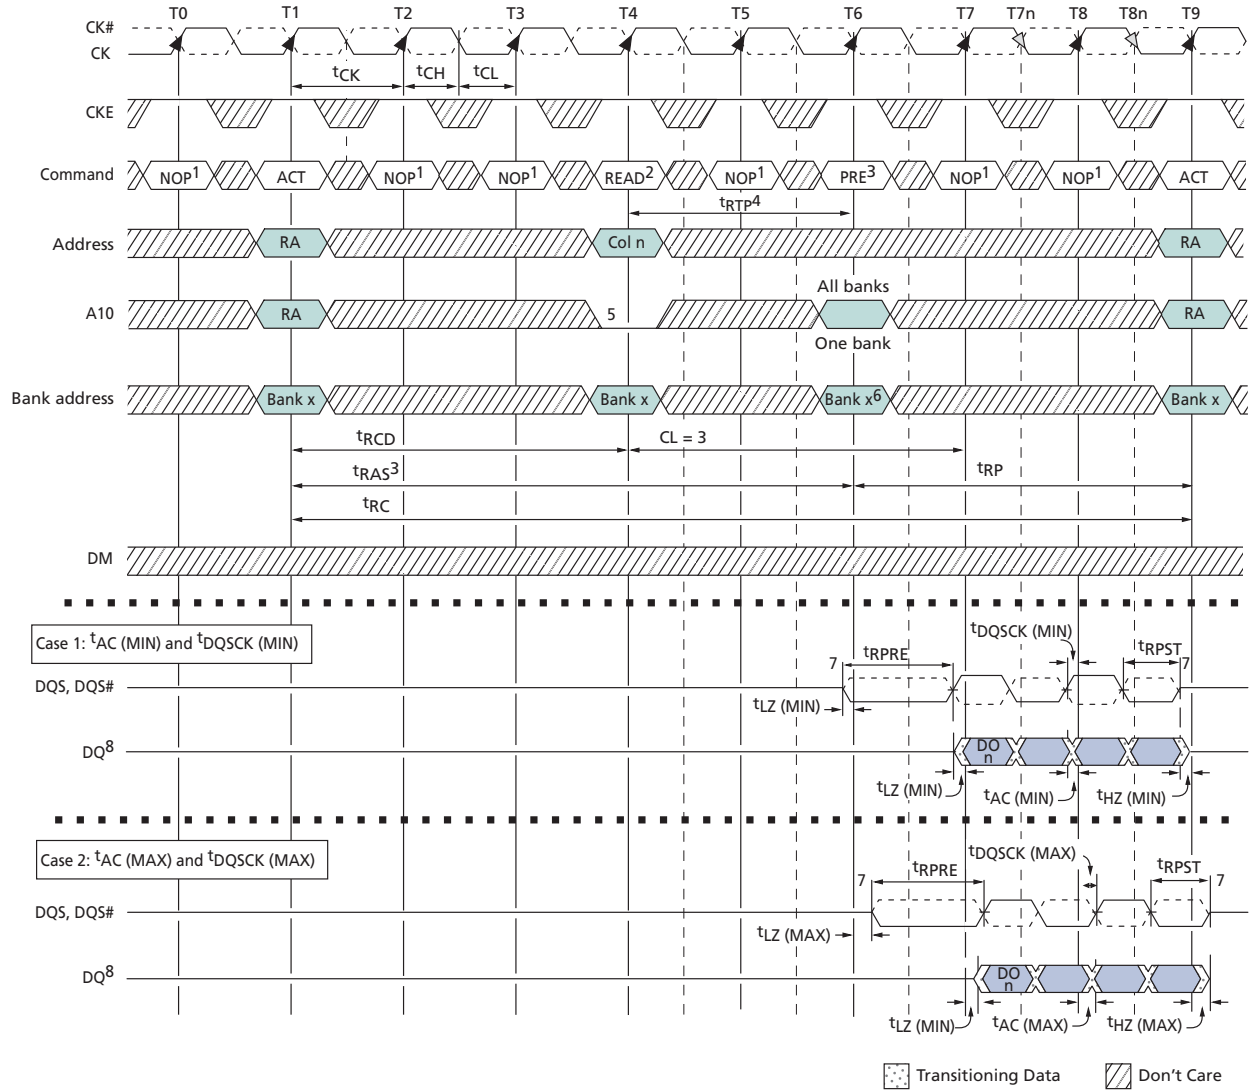 T0 T1 T2 T3 T4 T5 T6 T7 T7n T8 T8n T9
CK#
CK
tCK tCH tCL
CKE
Command NOP1 ACT NOP1 NOP1 READ2 NOP1 PRE3 NOP1 NOP1 ACT
tRTP4
Address RA Col n RA
All banks
A10 RA 5 RA
One bank
Bank address Bank x Bank x Bank x6 Bank x
tRCD CL = 3
tRAS3 tRP
tRC
DM
Case 1: tAC (MIN) and tDQSCK (MIN)
tDQSCK (MIN)
7 tRPRE tRPST 7
DQS, DQS#
tLZ (MIN)
DQ8 DO
n
tLZ (MIN) tAC (MIN) tHZ (MIN)
Case 2: tAC (MAX) and tDQSCK (MAX)
tDQSCK (MAX)
7 tRPRE tRPST 7
DQS, DQS#
tLZ (MAX)
DQ8 DO
n
tLZ (MIN) tAC (MAX) tHZ (MAX)
Transitioning Data Don't Care